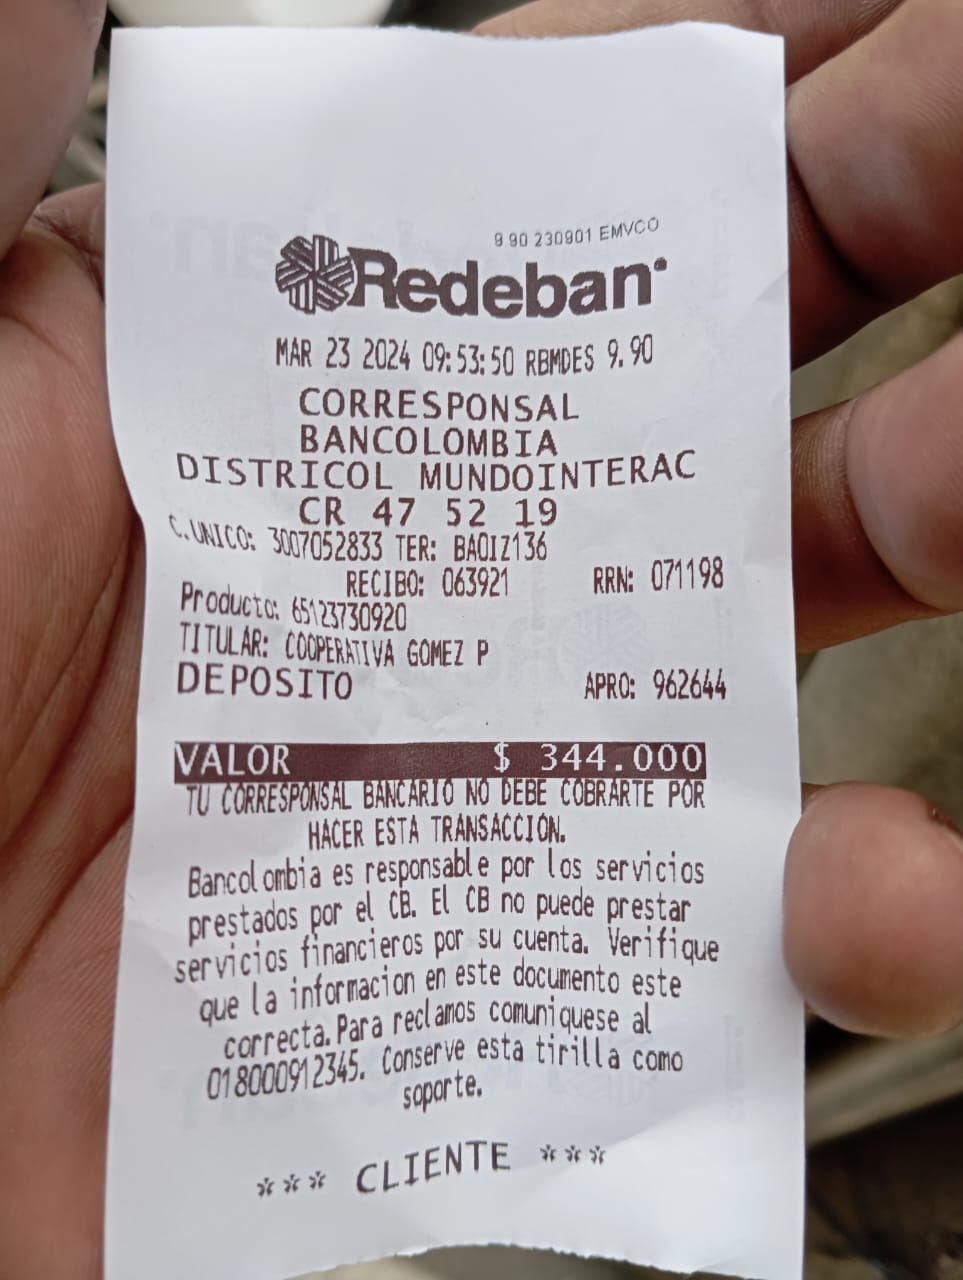 9.90 230901 EMVCO
Redeban
MAR 23 2024 09:53:50 RBMDES 9.90
CORRESPONSAL
BANCOLOMBIA
DISTRICOL MUNDOINTERAC
CR 47 52 19
C.UNICO: 3007052833 TER: BAOIZ136
RECIBO: 063921 RRN: 071198
Producto: 65123730920
TITULAR: COOPERATIVA GOMEZ P
DEPOSITO APRO: 962644
VALOR $ 344.000
TU CORRESPONSAL BANCARIO NO DEBE COBRARTE POR
HACER ESTA TRANSACCION.
Bancolombia es responsable por los servicios
prestados por el CB. El CB no puede prestar
servicios financieros por su cuenta. Verifique
que la informacion en este documento este
correcta. Para reclamos comuniquese al
018000912345. Conserve esta tirilla como
soporte.
*** CLIENTE ***